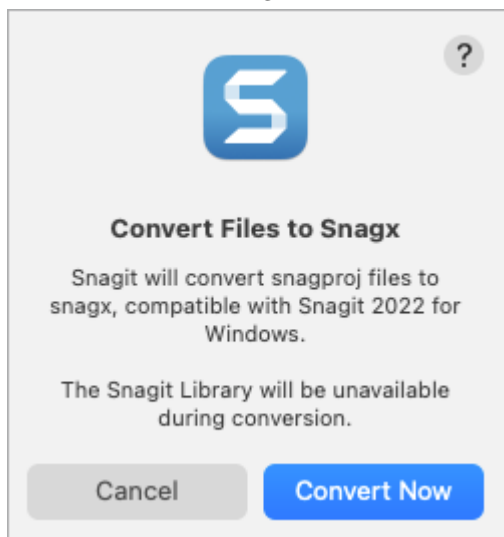 ?
Convert Files to Snagx
Snagit will convert snagproj files to
snagx, compatible with Snagit 2022 for
Windows.
The Snagit Library will be unavailable
during conversion.
Cancel
Convert Now